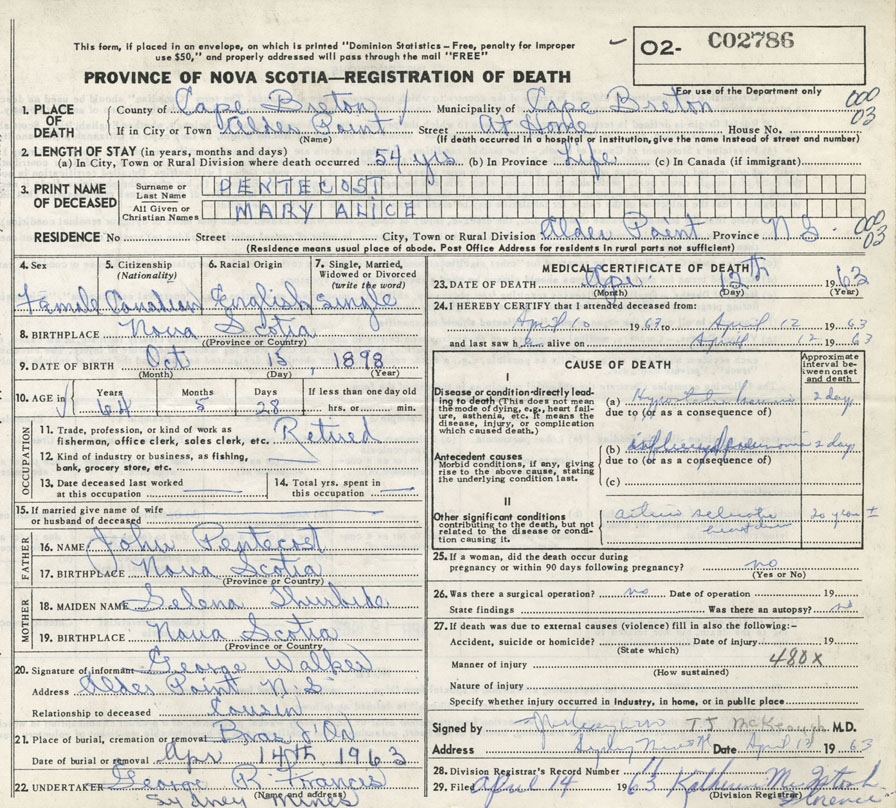 This form, if placed in an envelope, on which is printed "Dominion Statistics – Free, penalty for improper
use $50," and properly addressed will pass through the mail "FREE"
O2- C02786
For use of the Department only
PROVINCE OF NOVA SCOTIA—REGISTRATION OF DEATH
1. PLACE OF DEATH
County of Cape Breton Municipality of Cape Breton 000 03
If in City or Town Alder Point Street At Home House No.
(Name) (If death occurred in a hospital or institution, give the name instead of street and number)
2. LENGTH OF STAY (in years, months and days)
(a) In City, Town or Rural Division where death occurred 54 yrs (b) In Province Life (c) In Canada (if immigrant)
3. PRINT NAME OF DECEASED
Surname or Last Name PENTECOST
All Given or Christian Names MARY ALICE
RESIDENCE No Street City, Town or Rural Division Alder Point Province N S. 000 03
(Residence means usual place of abode. Post Office Address for residents in rural parts not sufficient)
4. Sex 5. Citizenship (Nationality) 6. Racial Origin 7. Single, Married, Widowed or Divorced (write the word)
Female Canadian English Single
8. BIRTHPLACE Nova Scotia
(Province or Country)
9. DATE OF BIRTH Oct 15, 1898
(Month) (Day) (Year)
10. AGE in Years Months Days If less than one day old
64 5 28 hrs. or min.
OCCUPATION
11. Trade, profession, or kind of work as
fisherman, office clerk, sales clerk, etc. Retired
12. Kind of industry or business, as fishing,
bank, grocery store, etc.
13. Date deceased last worked
at this occupation
14. Total yrs. spent in
this occupation
15. If married give name of wife
or husband of deceased
FATHER
16. NAME John Pentecost
17. BIRTHPLACE Nova Scotia
(Province or Country)
MOTHER
18. MAIDEN NAME Selena
19. BIRTHPLACE Nova Scotia
(Province or Country
20. Signature of informant George Walker
Address Alder Point N.S
Relationship to deceased Cousin
21. Place of burial, cremation or removal Bras d'Or
Date of burial or removal Apr 14th 1963
22. UNDERTAKER George R. Francis
(Name and address)
Sydney Mines
MEDICAL CERTIFICATE OF DEATH
23. DATE OF DEATH Apr. 12th 1963
(Month) (Day) (Year)
24. I HEREBY CERTIFY that I attended deceased from:
April 10 1963 to April 12 1963
and last saw h alive on April 12 1963
CAUSE OF DEATH
Approximate interval between onset and death
I
Disease or condition directly leading to death (This does not mean the mode of dying, e.g., heart failure, asthenia, etc. It means the disease, injury, or complication which caused death.)
(a) 2 day
due to (or as a consequence of)
Antecedent causes
Morbid conditions, if any, giving rise to the above cause, stating the underlying condition last.
(b) pneumonia 2 day
due to (or as a consequence of)
(c)
II
Other significant conditions
contributing to the death, but not related to the disease or condition causing it.
20 years ±
25. If a woman, did the death occur during
pregnancy or within 90 days following pregnancy? no
(Yes or No)
26. Was there a surgical operation? no Date of operation 19
State findings Was there an autopsy? no
27. If death was due to external causes (violence) fill in also the following:–
Accident, suicide or homicide? Date of injury 19
(State which)
Manner of injury 480x
(How sustained)
Nature of injury
Specify whether injury occurred in industry, in home, or in public place
Signed by T J McKeough M.D.
Address Sydney Mines Date April 13 1963
28. Division Registrar's Record Number
29. Filed April 14 1963
(Division Registrar)